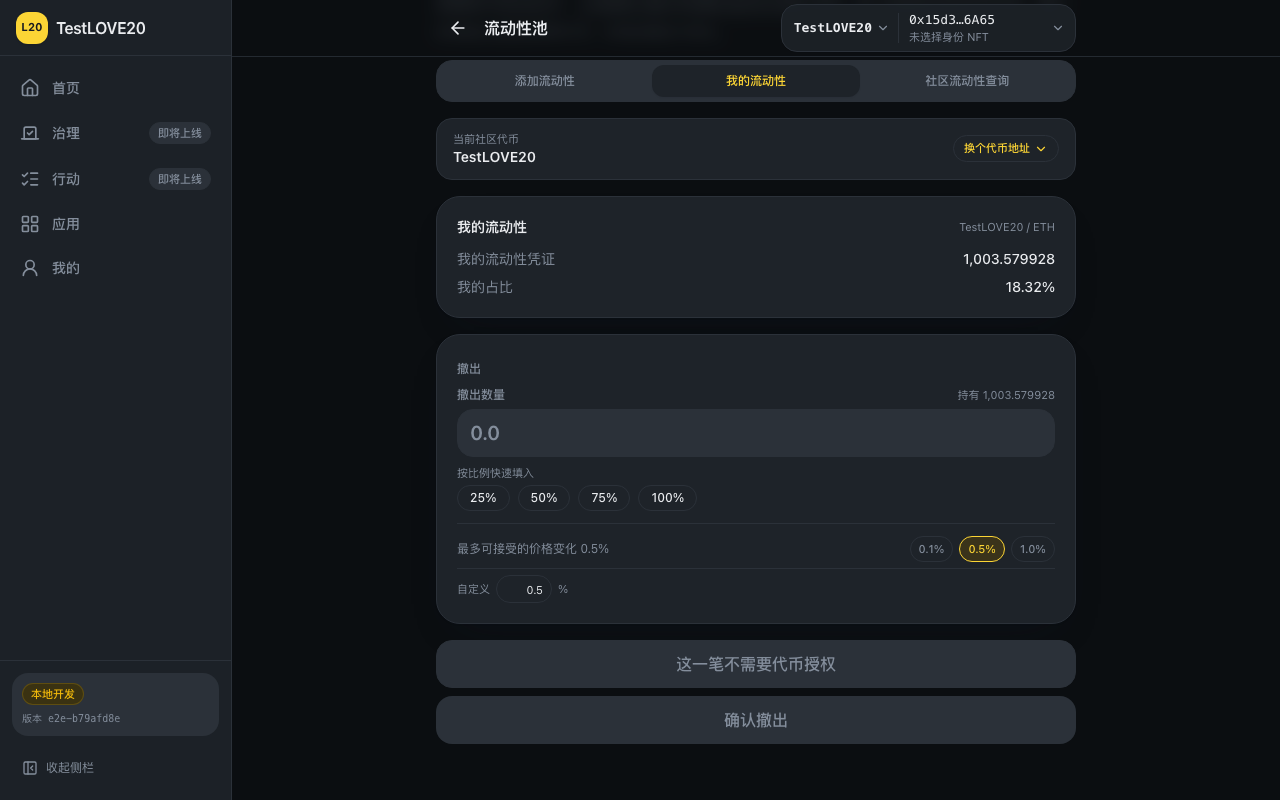 L20 TestLOVE20
首页
治理 即将上线
行动 即将上线
应用
我的
本地开发
版本 e2e-b79afd8e
收起侧栏
流动性池
TestLOVE20
0x15d3…6A65
未选择身份 NFT
添加流动性 我的流动性 社区流动性查询
当前社区代币
TestLOVE20
换个代币地址
我的流动性 TestLOVE20 / ETH
我的流动性凭证 1,003.579928
我的占比 18.32%
撤出
撤出数量 持有 1,003.579928
0.0
按比例快速填入
25% 50% 75% 100%
最多可接受的价格变化 0.5% 0.1% 0.5% 1.0%
自定义 0.5 %
这一笔不需要代币授权
确认撤出